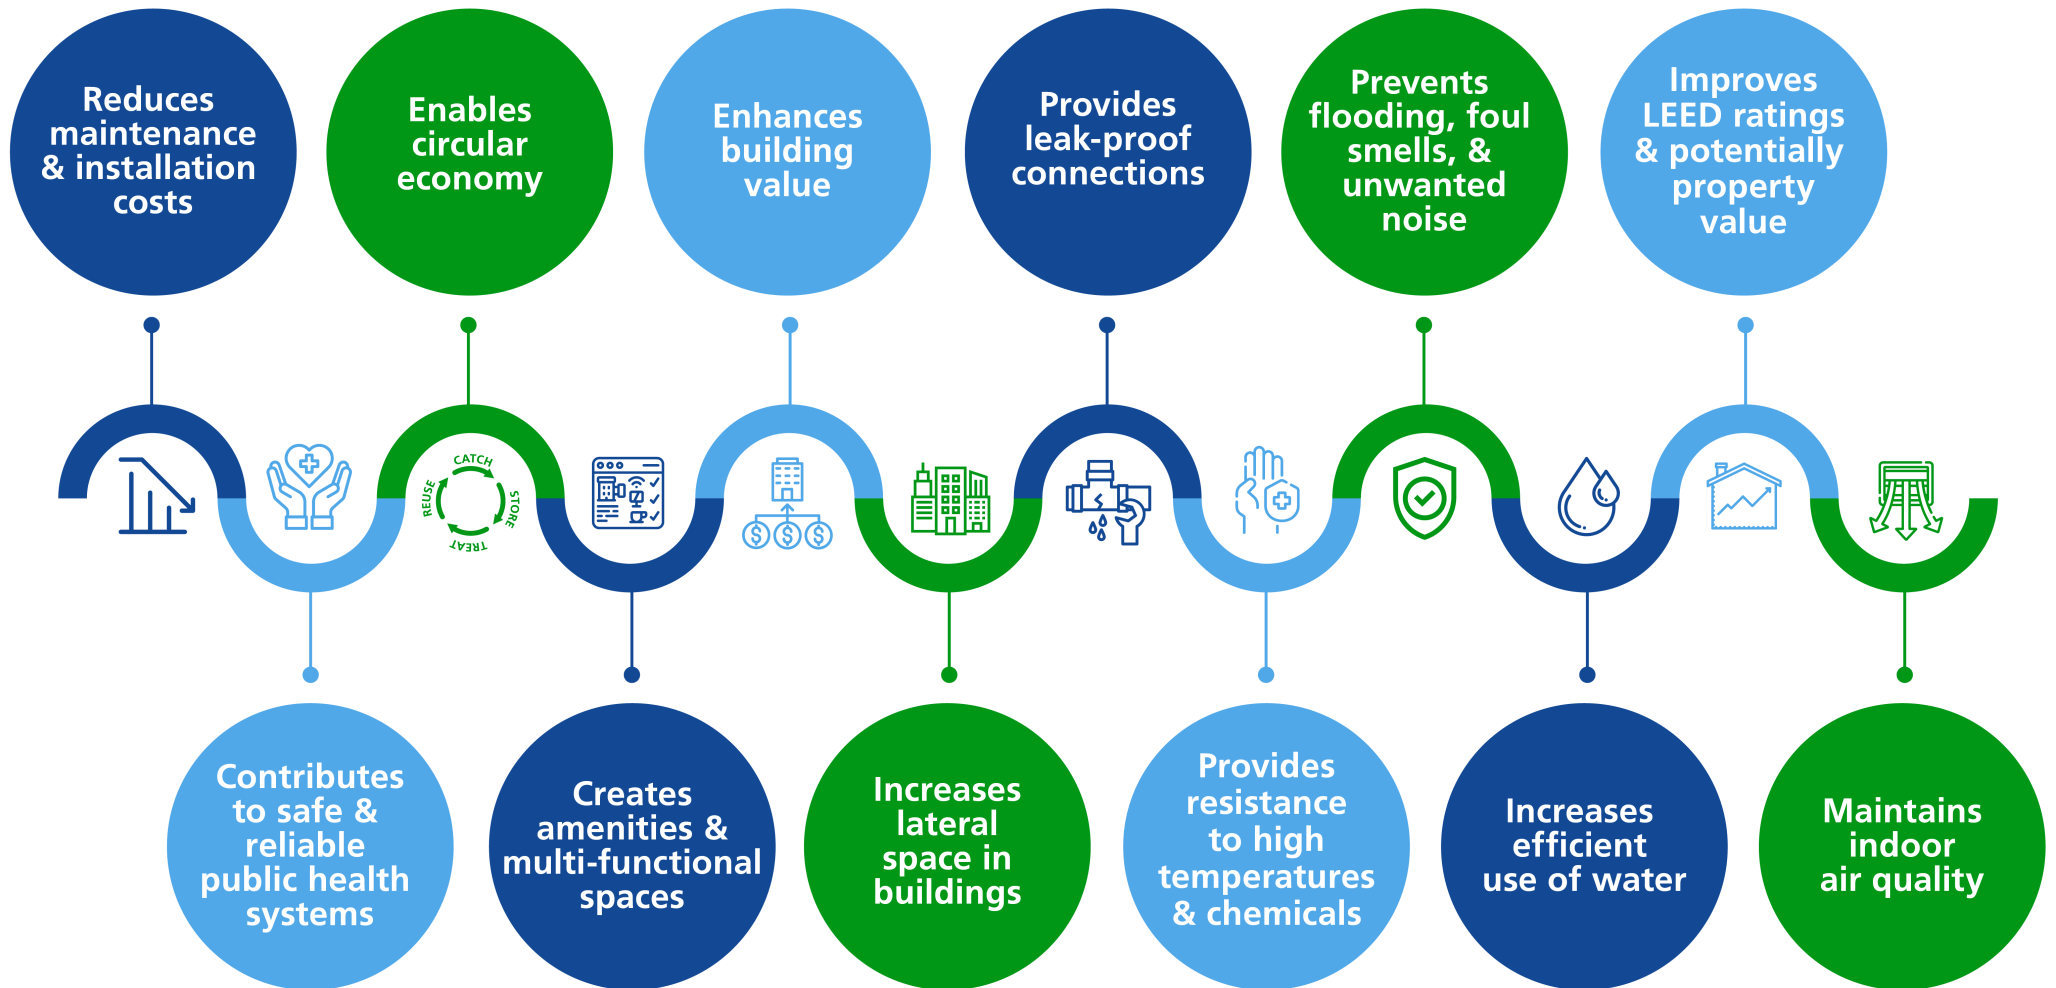 Reduces
maintenance
& installation
costs
Enables
circular
economy
Enhances
building
value
Provides
leak-proof
connections
Prevents
flooding, foul
smells, &
unwanted
noise
Improves
LEED ratings
& potentially
property
value
CATCH
STORE
TREAT
REUSE
Contributes
to safe &
reliable
public health
systems
Creates
amenities &
multi-functional
spaces
Increases
lateral
space in
buildings
Provides
resistance
to high
temperatures
& chemicals
Increases
efficient
use of water
Maintains
indoor
air quality